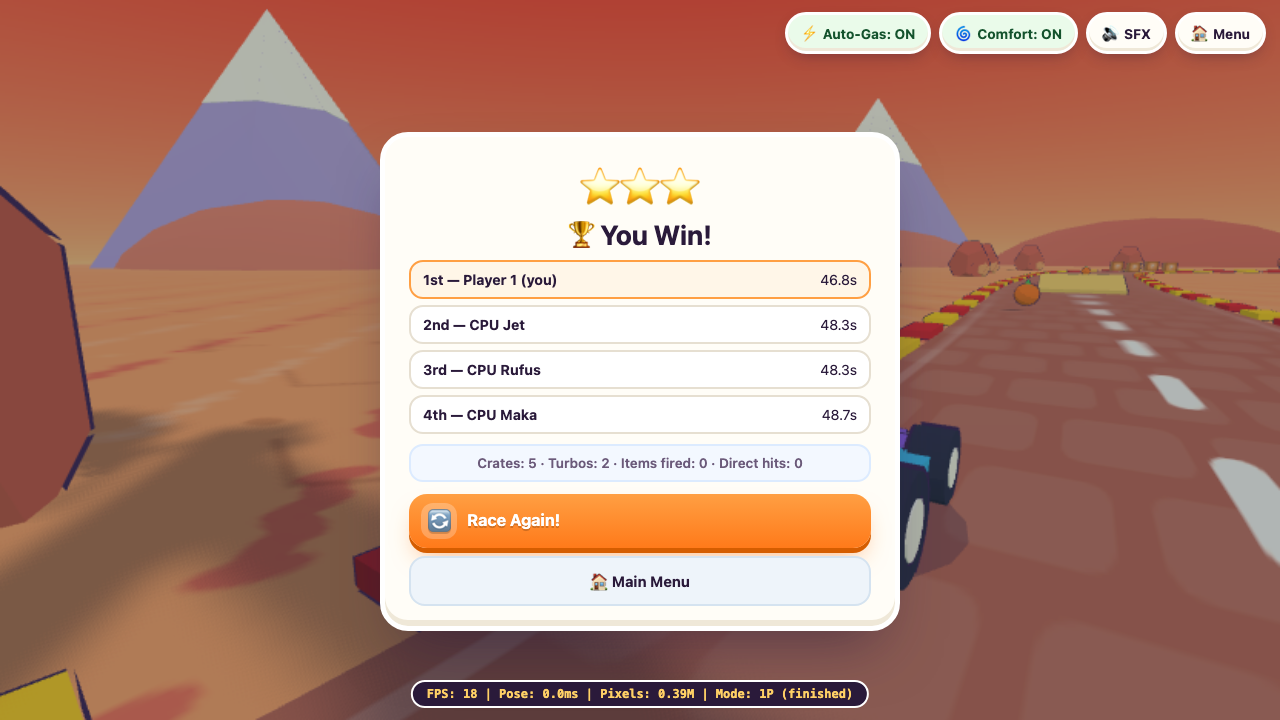 ⚡ Auto-Gas: ON
🌀 Comfort: ON
🔊 SFX
🏠 Menu
🏆 You Win!
1st — Player 1 (you) 46.8s
2nd — CPU Jet 48.3s
3rd — CPU Rufus 48.3s
4th — CPU Maka 48.7s
Crates: 5 · Turbos: 2 · Items fired: 0 · Direct hits: 0
🔄 Race Again!
🏠 Main Menu
FPS: 18 | Pose: 0.0ms | Pixels: 0.39M | Mode: 1P (finished)